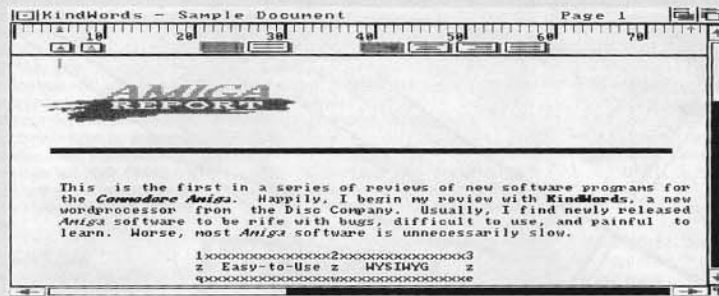 KindWords - Sample Document Page 1
10 20 30 40 50 60 70
AMIGA
REPORT
This is the first in a series of reviews of new software programs for
the Commodore Amiga. Happily, I begin my review with KindWords, a new
wordprocessor from the Disc Company. Usually, I find newly released
Amiga software to be rife with bugs, difficult to use, and painful to
learn. Worse, most Amiga software is unnecessarily slow.
1xxxxxxxxxxxxx2xxxxxxxxxxxxx3
z Easy-to-Use z WYSIWYG z
qxxxxxxxxxxxxxwxxxxxxxxxxxxxe